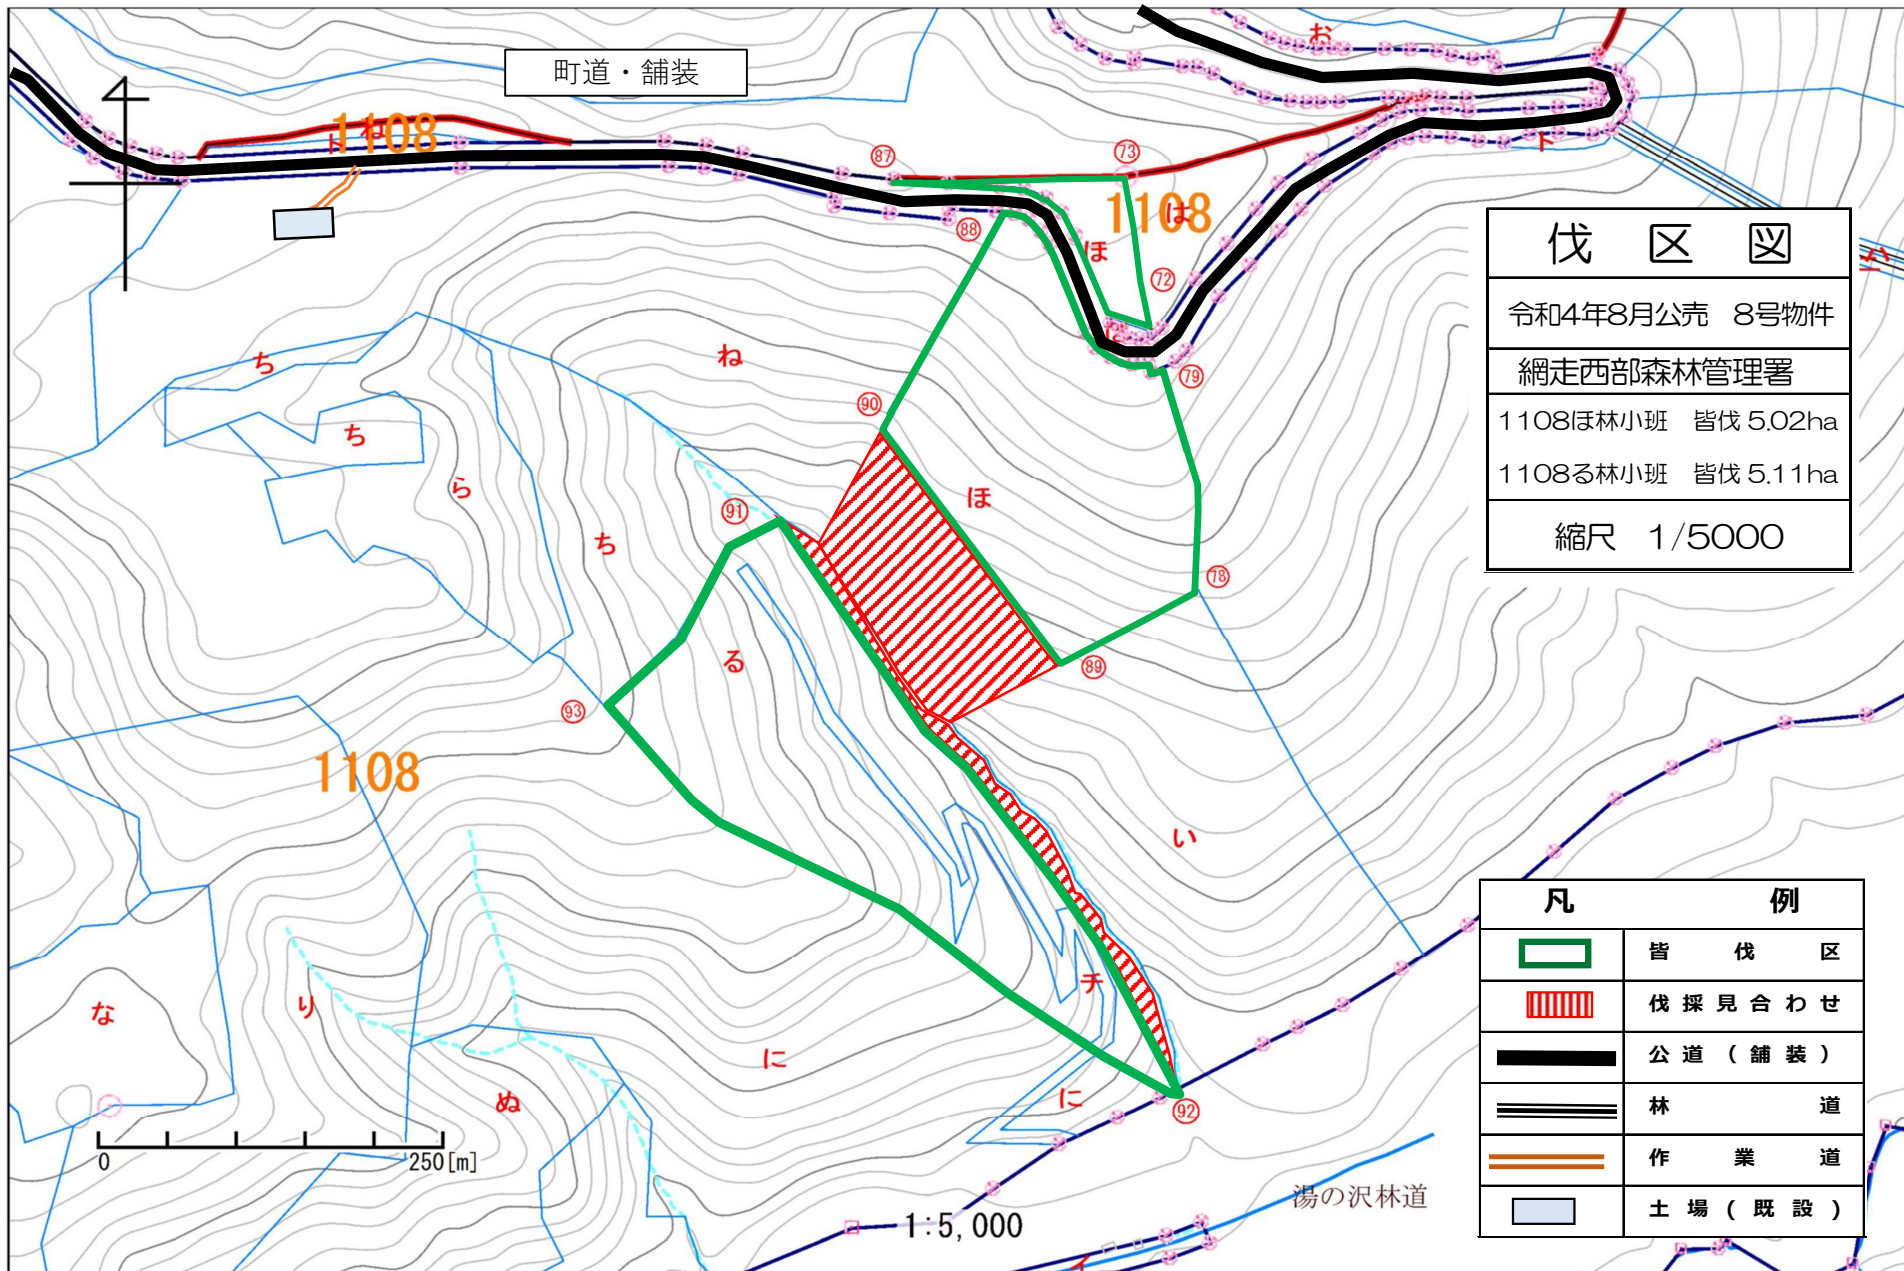 お
町道・舗装
1108
ね
ト
ト
87
73
1108
は
88
ほ
72
伐 区 図
令和4年8月公売 8号物件
網走西部森林管理署
1108ほ林小班 皆伐 5.02ha
1108る林小班 皆伐 5.11ha
縮尺 1/5000
ハ
ち
ね
79
90
ち
ら
ほ
91
ち
78
る
89
93
1108
い
凡 例
皆 伐 区
伐採見合わせ
公道(舗装)
林 道
作 業 道
土場(既設)
チ
な
り
に
に
ぬ
92
0
250[m]
1:5,000
湯の沢林道
イ